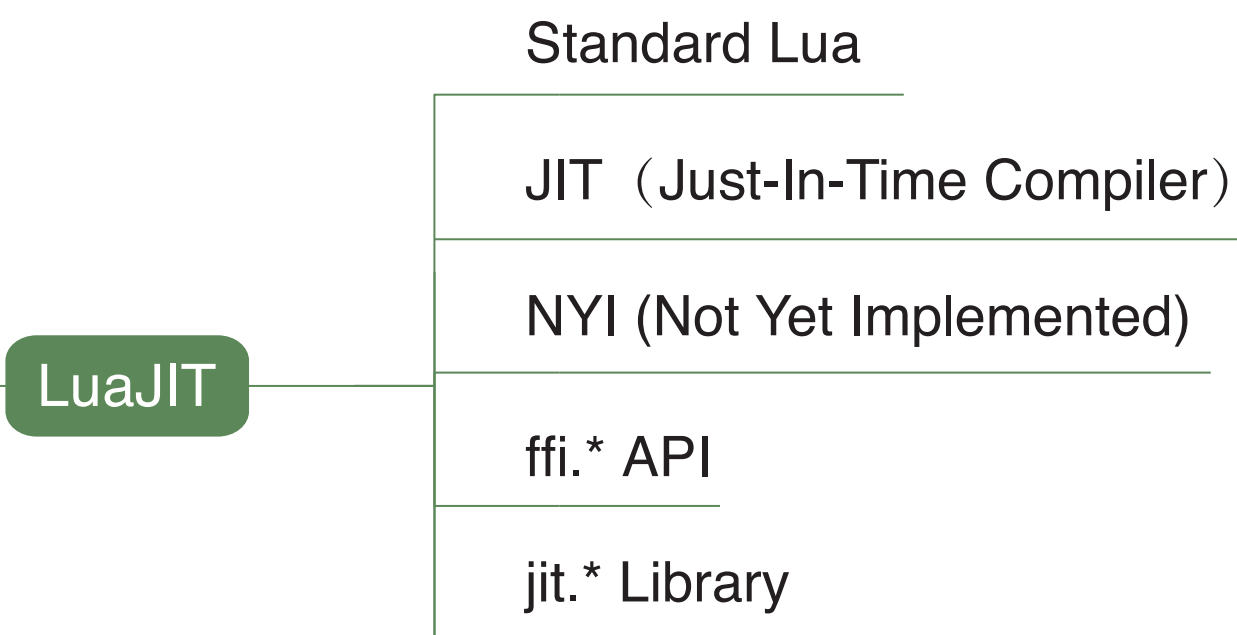 Standard Lua
JIT（Just-In-Time Compiler）
NYI (Not Yet Implemented)
LuaJIT
ffi.* API
jit.* Library